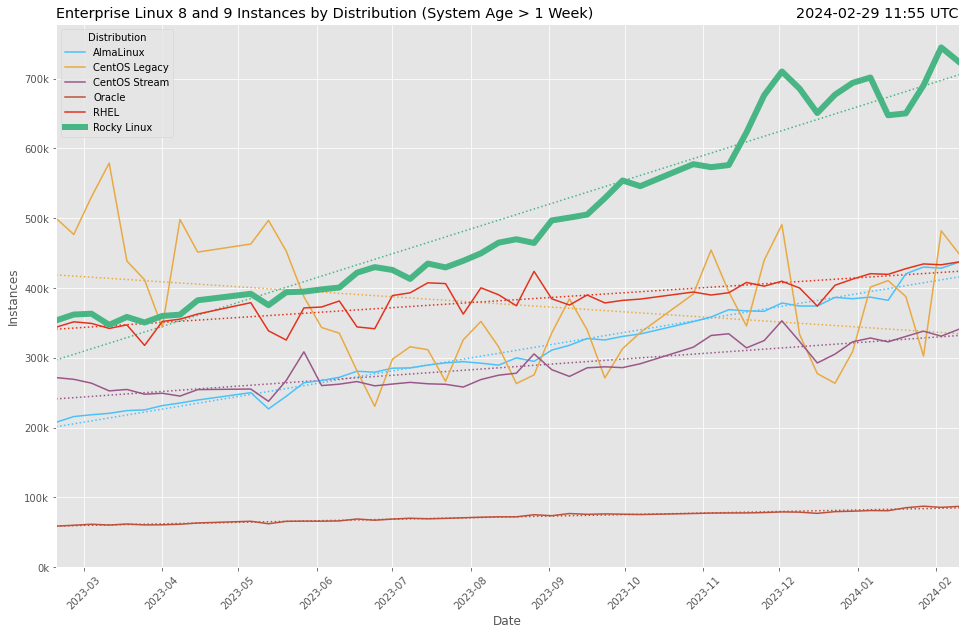 Enterprise Linux 8 and 9 Instances by Distribution (System Age > 1 Week)
2024-02-29 11:55 UTC
Distribution
AlmaLinux
CentOS Legacy
CentOS Stream
Oracle
RHEL
Rocky Linux
700k
600k
500k
400k
300k
200k
100k
0k
Instances
2023-03
2023-04
2023-05
2023-06
2023-07
2023-08
2023-09
2023-10
2023-11
2023-12
2024-01
2024-02
Date